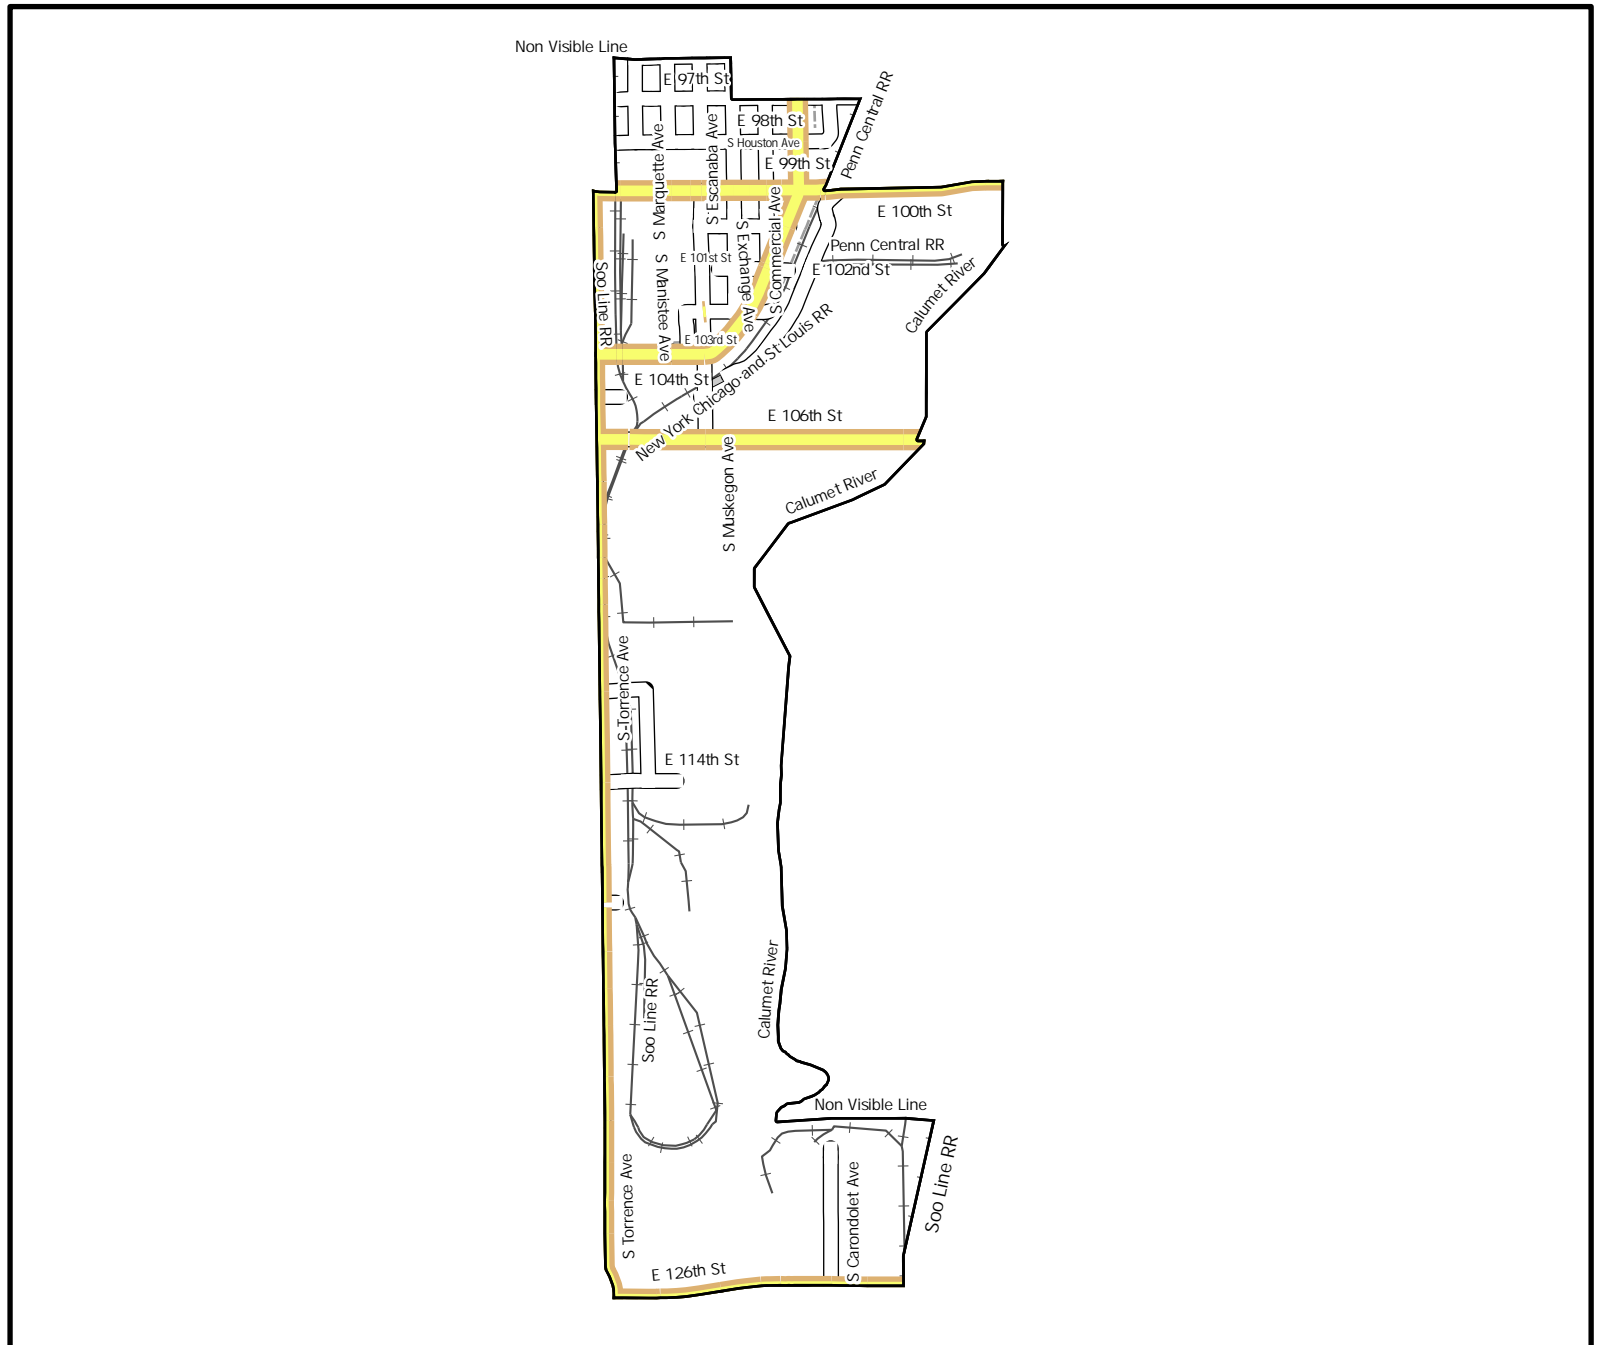 Non Visible Line
E 97th St
Penn Central RR
E 98th St
S Houston Ave
E 99th St
S Marquette Ave
S Escanaba Ave
S Commercial Ave
E 100th St
S Exchange Ave
Penn Central RR
E 101st St
E 102nd St
Soo Line RR
S Manistee Ave
Calumet River
E 103rd St
New York Chicago and St Louis RR
E 104th St
E 106th St
S Muskegon Ave
Calumet River
S Torrence Ave
E 114th St
Calumet River
Soo Line RR
Non Visible Line
Soo Line RR
S Torrence Ave
S Carondolet Ave
E 126th St